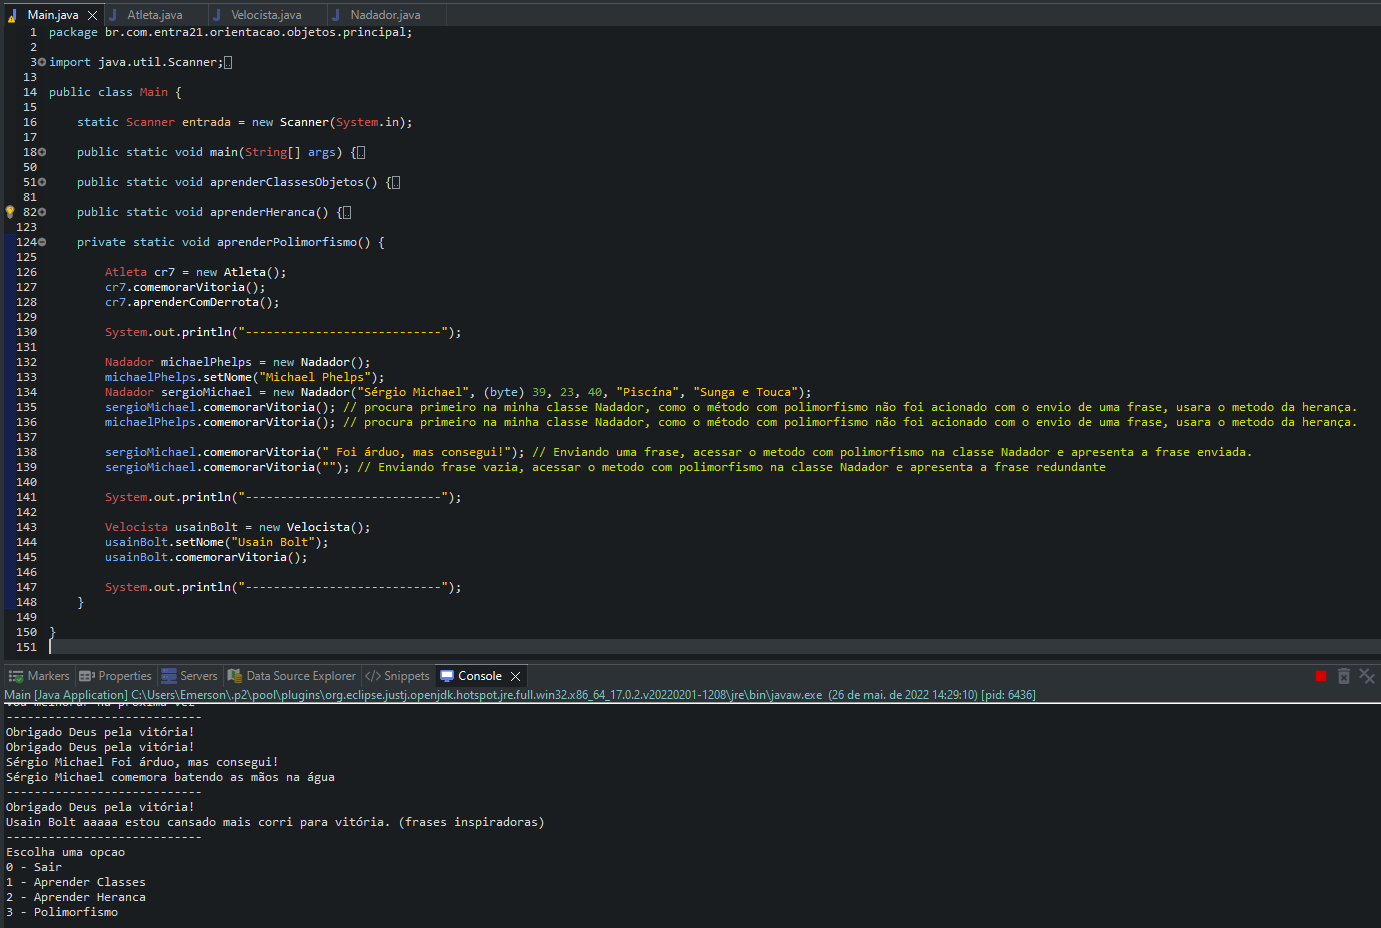 Main.java Atleta.java Velocista.java Nadador.java
1 package br.com.entra21.orientacao.objetos.principal;
2
3 import java.util.Scanner;
13
14 public class Main {
15
16 static Scanner entrada = new Scanner(System.in);
17
18 public static void main(String[] args) {
50
51 public static void aprenderClassesObjetos() {
81
82 public static void aprenderHeranca() {
123
124 private static void aprenderPolimorfismo() {
125
126 Atleta cr7 = new Atleta();
127 cr7.comemorarVitoria();
128 cr7.aprenderComDerrota();
129
130 System.out.println("----------------------------");
131
132 Nadador michaelPhelps = new Nadador();
133 michaelPhelps.setNome("Michael Phelps");
134 Nadador sergioMichael = new Nadador("Sérgio Michael", (byte) 39, 23, 40, "Piscína", "Sunga e Touca");
135 sergioMichael.comemorarVitoria(); // procura primeiro na minha classe Nadador, como o método com polimorfismo não foi acionado com o envio de uma frase, usara o metodo da herança.
136 michaelPhelps.comemorarVitoria(); // procura primeiro na minha classe Nadador, como o método com polimorfismo não foi acionado com o envio de uma frase, usara o metodo da herança.
137
138 sergioMichael.comemorarVitoria(" Foi árduo, mas consegui!"); // Enviando uma frase, acessar o metodo com polimorfismo na classe Nadador e apresenta a frase enviada.
139 sergioMichael.comemorarVitoria(""); // Enviando frase vazia, acessar o metodo com polimorfismo na classe Nadador e apresenta a frase redundante
140
141 System.out.println("----------------------------");
142
143 Velocista usainBolt = new Velocista();
144 usainBolt.setNome("Usain Bolt");
145 usainBolt.comemorarVitoria();
146
147 System.out.println("----------------------------");
148 }
149
150 }
151
Markers Properties Servers Data Source Explorer </> Snippets Console
Main [Java Application] C:\Users\Emerson\.p2\pool\plugins\org.eclipse.justj.openjdk.hotspot.jre.full.win32.x86_64_17.0.2.v20220201-1208\jre\bin\javaw.exe (26 de mai. de 2022 14:29:10) [pid: 6436]
vou melhorar na próxima vez
----------------------------
Obrigado Deus pela vitória!
Obrigado Deus pela vitória!
Sérgio Michael Foi árduo, mas consegui!
Sérgio Michael comemora batendo as mãos na água
----------------------------
Obrigado Deus pela vitória!
Usain Bolt aaaaa estou cansado mais corri para vitória. (frases inspiradoras)
----------------------------
Escolha uma opcao
0 - Sair
1 - Aprender Classes
2 - Aprender Heranca
3 - Polimorfismo